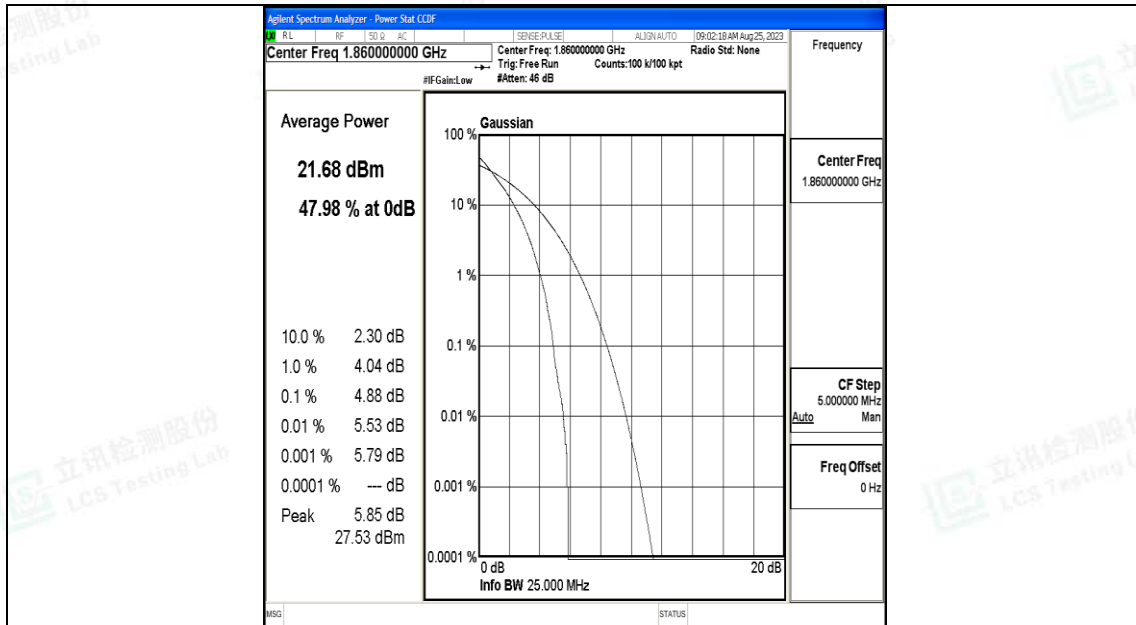 Agilent Spectrum Analyzer - Power Stat CCDF
RL RF 50 Ω AC SENSE:PULSE ALIGNAUTO 09:02:18 AM Aug 25, 2023
Center Freq 1.860000000 GHz
Center Freq: 1.860000000 GHz Radio Std: None
Trig: Free Run Counts:100 k/100 kpt
#IFGain:Low #Atten: 46 dB
Frequency
Average Power
21.68 dBm
47.98 % at 0dB
10.0 % 2.30 dB
1.0 % 4.04 dB
0.1 % 4.88 dB
0.01 % 5.53 dB
0.001 % 5.79 dB
0.0001 % --- dB
Peak 5.85 dB
27.53 dBm
Gaussian
100 %
10 %
1 %
0.1 %
0.01 %
0.001 %
0.0001 %
0 dB 20 dB
Info BW 25.000 MHz
Center Freq
1.860000000 GHz
CF Step
5.000000 MHz
Auto Man
Freq Offset
0 Hz
MSG STATUS
立讯检测股份
LCS Testing Lab
立讯检测股份
LCS Testing L